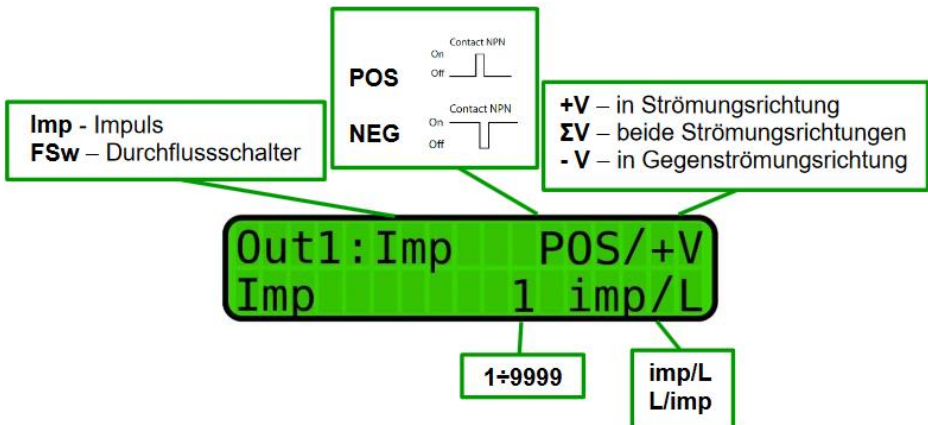 Contact NPN
On
POS Off
Contact NPN
NEG On
Off
Imp - Impuls
FSw – Durchflussschalter
+V – in Strömungsrichtung
ΣV – beide Strömungsrichtungen
- V – in Gegenströmungsrichtung
Out1:Imp POS/+V
Imp 1 imp/L
1÷9999
imp/L
L/imp